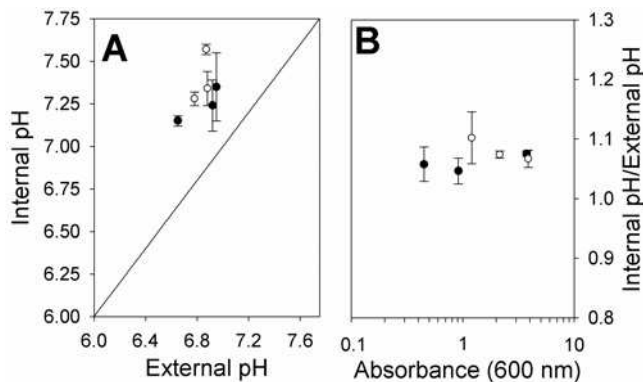 A
B
Internal pH
7.75
7.50
7.25
7.00
6.75
6.50
6.25
6.00
6.0 6.4 6.8 7.2 7.6
External pH
0.1 1 10
Absorbance (600 nm)
1.3
1.2
1.1
1.0
0.9
0.8
Internal pH/External pH